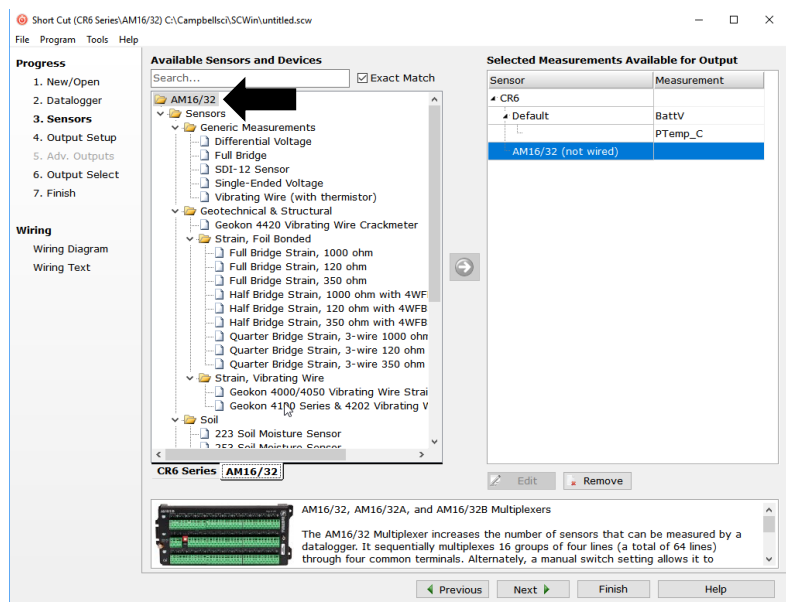 Short Cut (CR6 Series\AM16/32) C:\Campbellsci\SCWin\untitled.scw
File Program Tools Help
Progress
1. New/Open
2. Datalogger
3. Sensors
4. Output Setup
5. Adv. Outputs
6. Output Select
7. Finish
Wiring
Wiring Diagram
Wiring Text
Available Sensors and Devices
Search...
Exact Match
AM16/32
Sensors
Generic Measurements
Differential Voltage
Full Bridge
SDI-12 Sensor
Single-Ended Voltage
Vibrating Wire (with thermistor)
Geotechnical & Structural
Geokon 4420 Vibrating Wire Crackmeter
Strain, Foil Bonded
Full Bridge Strain, 1000 ohm
Full Bridge Strain, 120 ohm
Full Bridge Strain, 350 ohm
Half Bridge Strain, 1000 ohm with 4WF
Half Bridge Strain, 120 ohm with 4WFB
Half Bridge Strain, 350 ohm with 4WFB
Quarter Bridge Strain, 3-wire 1000 ohm
Quarter Bridge Strain, 3-wire 120 ohm
Quarter Bridge Strain, 3-wire 350 ohm
Strain, Vibrating Wire
Geokon 4000/4050 Vibrating Wire Strai
Geokon 4100 Series & 4202 Vibrating W
Soil
223 Soil Moisture Sensor
253 Soil Moisture Sensor
CR6 Series AM16/32
Selected Measurements Available for Output
Sensor Measurement
CR6
Default BattV
PTemp_C
AM16/32 (not wired)
Edit Remove
AM16/32, AM16/32A, and AM16/32B Multiplexers
The AM16/32 Multiplexer increases the number of sensors that can be measured by a
datalogger. It sequentially multiplexes 16 groups of four lines (a total of 64 lines)
through four common terminals. Alternately, a manual switch setting allows it to
Previous Next Finish Help